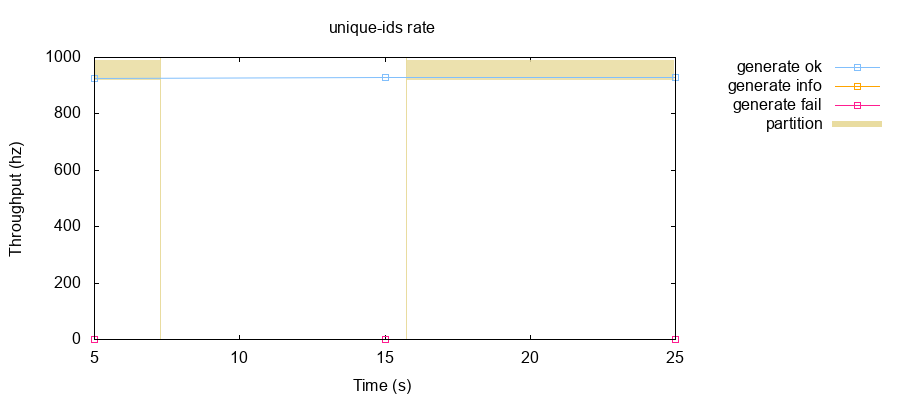 unique-ids rate
1000
800
600
400
200
0
Throughput (hz)
5
10
15
20
25
Time (s)
generate ok
generate info
generate fail
partition